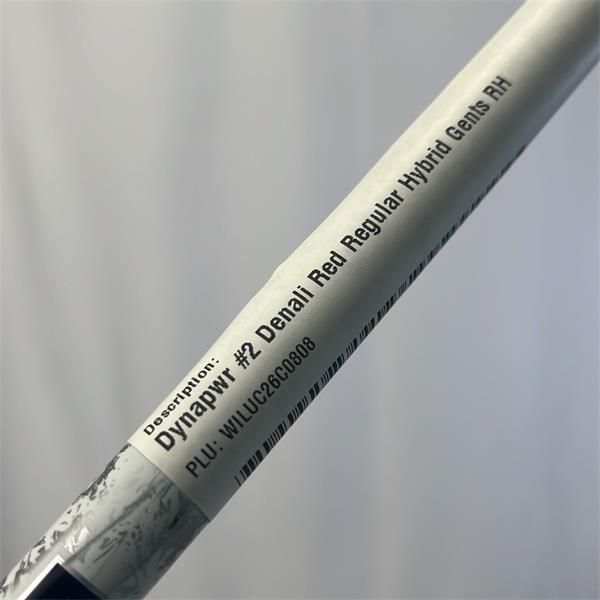 Description:
Dynapwr #2 Denali Red Regular Hybrid Gents RH
PLU: WILUC26C0808